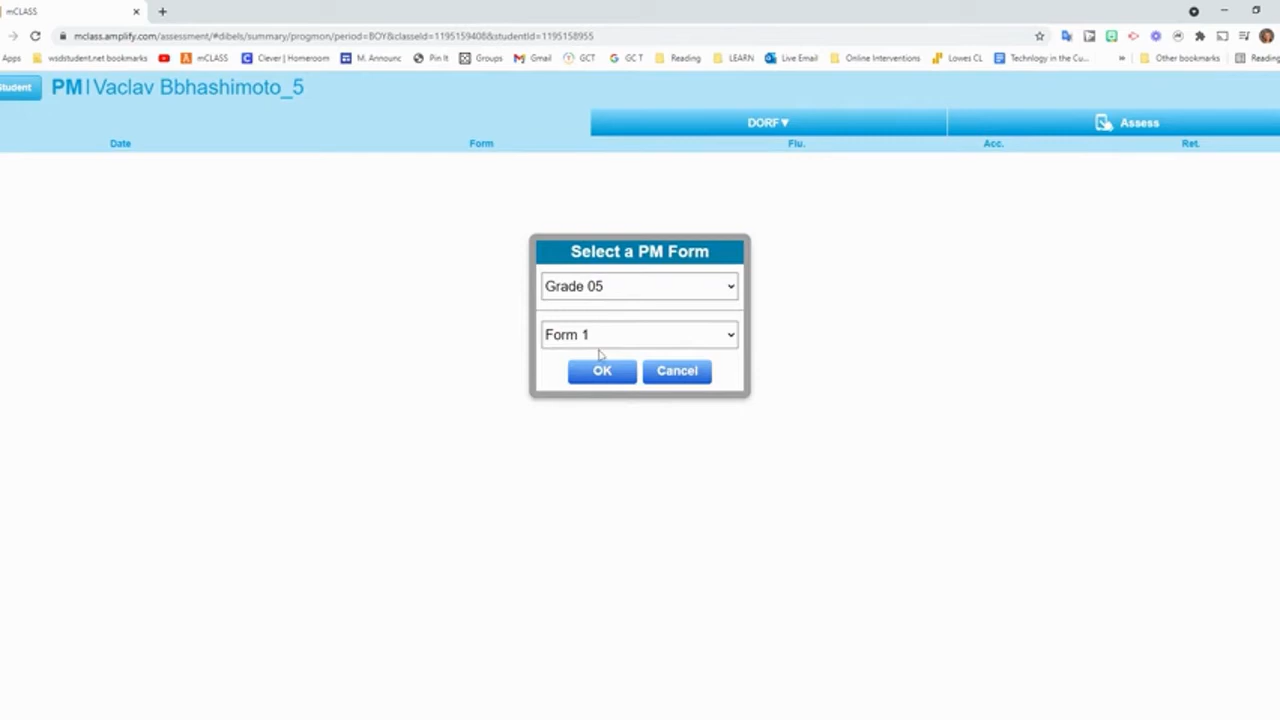 mCLASS
mclass.amplify.com/assessment/#dibels/summary/progmon/period=BOY&classeId=1195159408&studentId=1195158955
Apps wsdstudent.net bookmarks mCLASS Clever | Homeroom M. Announc Pin It Groups Gmail GCT GC T Reading LEARN Live Email Online Interventions Lowes CL Technlogy in the Cu... » Other bookmarks Reading
Student PM | Vaclav Bbhashimoto_5
DORF▼ Assess
Date Form Flu. Acc. Ret.
Select a PM Form
Grade 05
Form 1
OK Cancel